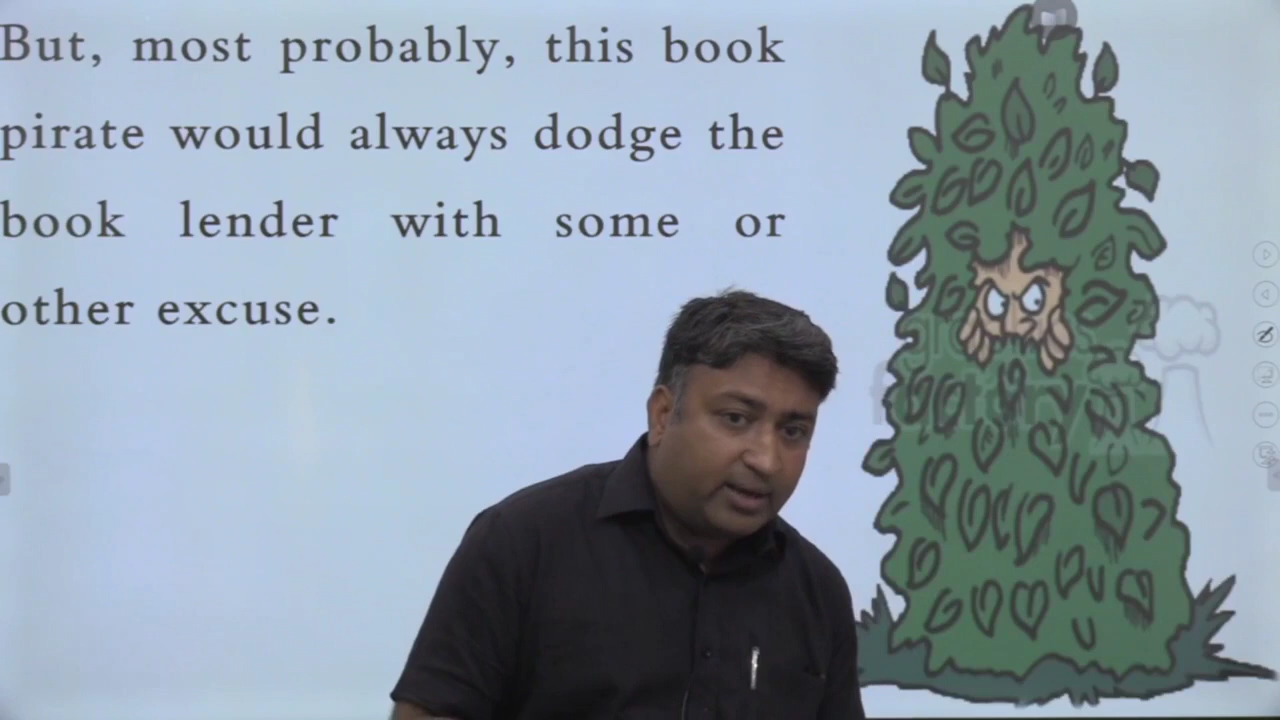 But, most probably, this book
pirate would always dodge the
book lender with some or
other excuse.